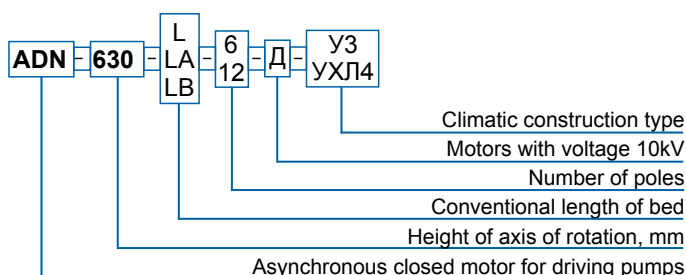 ADN - 630 - L LA LB - 6 12 - Д - У3 УХЛ4
Climatic construction type
Motors with voltage 10kV
Number of poles
Conventional length of bed
Height of axis of rotation, mm
Asynchronous closed motor for driving pumps